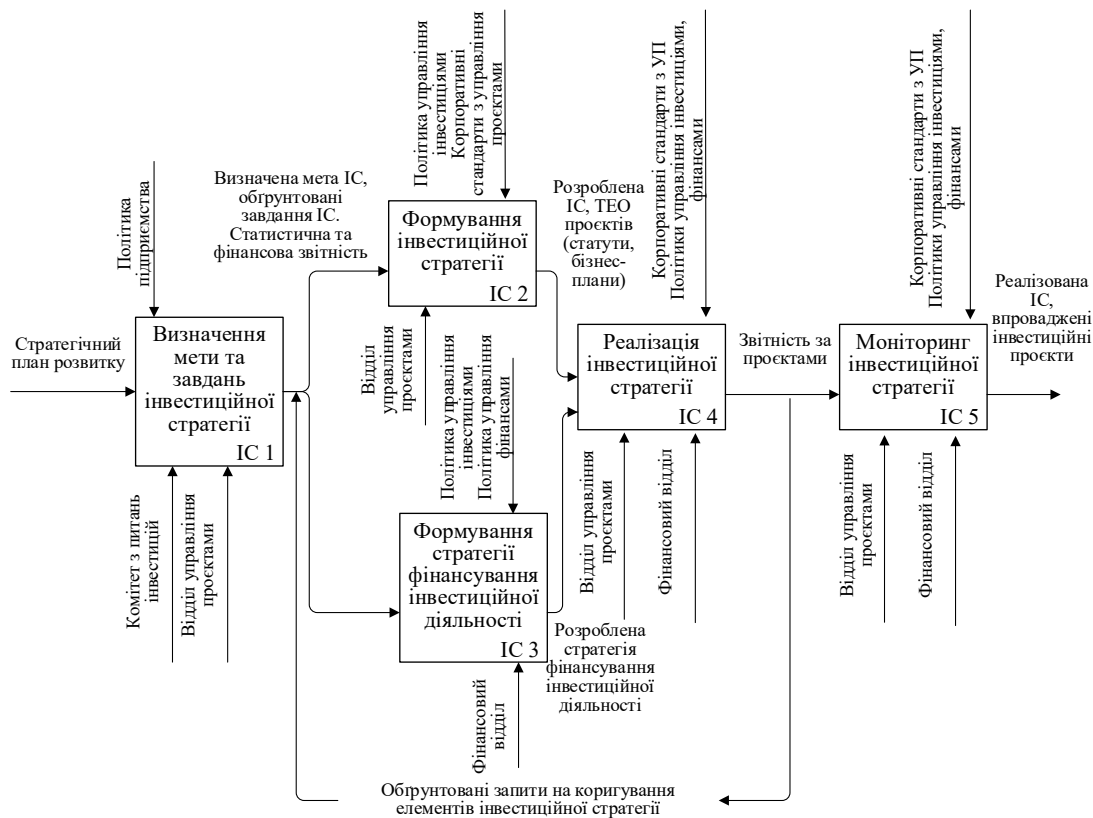 Політика управління
інвестиціями
Корпоративні
стандарти з управління
проєктами
Корпоративні стандарти з УП
Політики управління інвестиціями,
фінансами
Корпоративні стандарти з УП
Політики управління інвестиціями,
фінансами
Політика
підприємства
Визначена мета ІС,
обґрунтовані
завдання ІС.
Статистична та
фінансова звітність
Формування
інвестиційної
стратегії
ІС 2
Розроблена
ІС, ТЕО
проєктів
(статути,
бізнес-
плани)
Реалізована
ІС,
впроваджені
інвестиційні
проєкти
Стратегічний
план розвитку
Визначення
мети та
завдань
інвестиційної
стратегії
ІС 1
Відділ
управління
проєктами
Політика управління
інвестиціями
Політика управління
фінансами
Реалізація
інвестиційної
стратегії
ІС 4
Звітність за
проєктами
Моніторинг
інвестиційної
стратегії
ІС 5
Комітет з питань
інвестицій
Відділ управління
проєктами
Формування
стратегії
фінансування
інвестиційної
діяльності
ІС 3
Відділ управління
проєктами
Фінансовий відділ
Відділ управління
проєктами
Фінансовий відділ
Розроблена
стратегія
фінансування
інвестиційної
діяльності
Фінансовий
відділ
Обґрунтовані запити на коригування
елементів інвестиційної стратегії